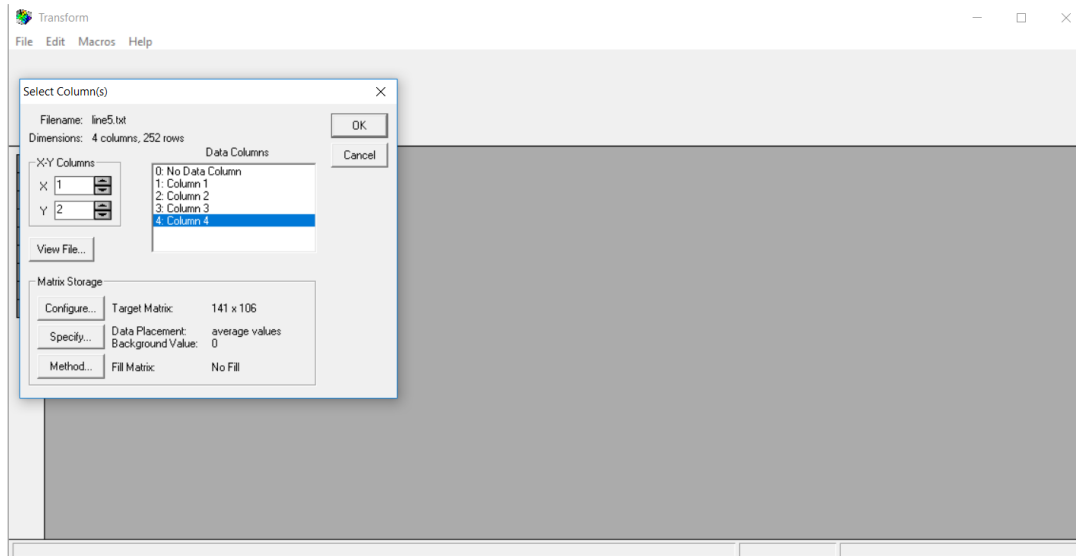 Transform
File Edit Macros Help
Select Column(s)
Filename: line5.txt
Dimensions: 4 columns, 252 rows
OK
Cancel
X-Y Columns
X 1
Y 2
Data Columns
0: No Data Column
1: Column 1
2: Column 2
3: Column 3
4: Column 4
View File...
Matrix Storage
Configure... Target Matrix: 141 x 106
Specify... Data Placement: average values
Background Value: 0
Method... Fill Matrix: No Fill